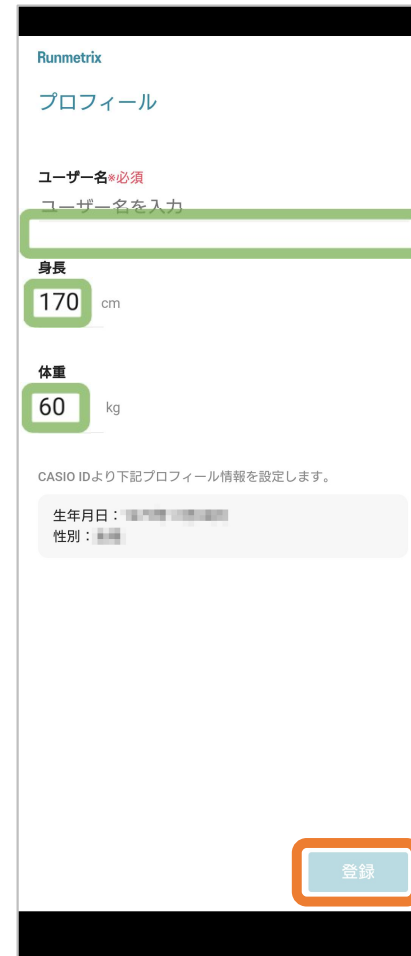 Runmetrix
プロフィール
ユーザー名※必須
ユーザー名を入力
身長
170 cm
体重
60 kg
CASIO IDより下記プロフィール情報を設定します。
生年月日：
性別：
登録